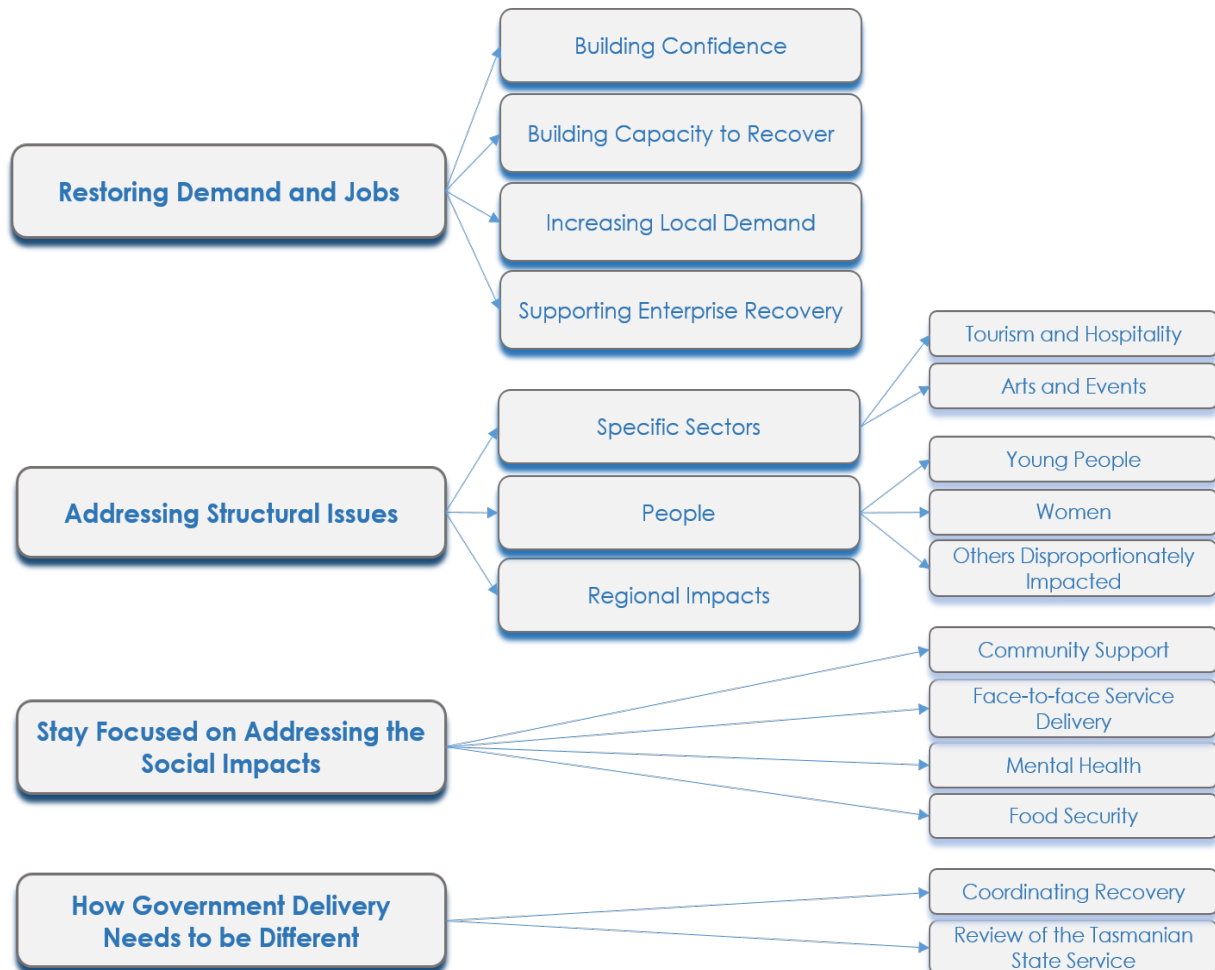 Restoring Demand and Jobs
Building Confidence
Building Capacity to Recover
Increasing Local Demand
Supporting Enterprise Recovery
Addressing Structural Issues
Specific Sectors
Tourism and Hospitality
Arts and Events
People
Young People
Women
Others Disproportionately
Impacted
Regional Impacts
Stay Focused on Addressing the
Social Impacts
Community Support
Face-to-face Service
Delivery
Mental Health
Food Security
How Government Delivery
Needs to be Different
Coordinating Recovery
Review of the Tasmanian
State Service